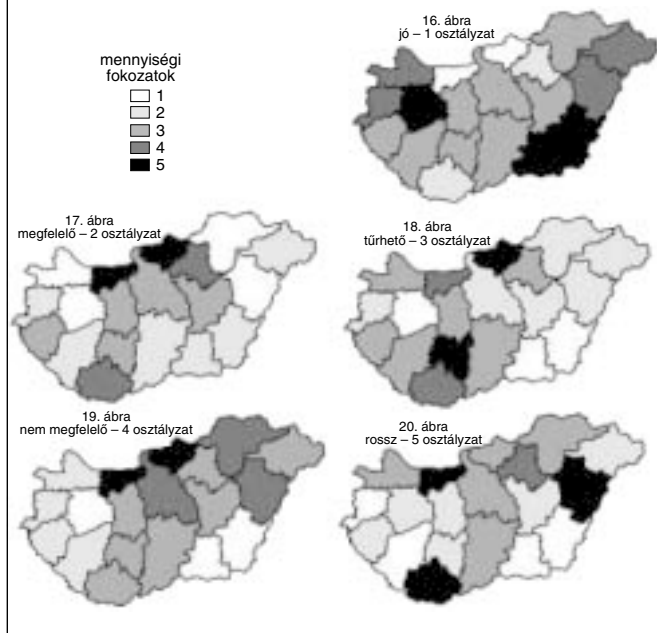 16. ábra
jó – 1 osztályzat
mennyiségi
fokozatok
1
2
3
4
5
17. ábra
megfelelő – 2 osztályzat
18. ábra
tűrhető – 3 osztályzat
19. ábra
nem megfelelő – 4 osztályzat
20. ábra
rossz – 5 osztályzat